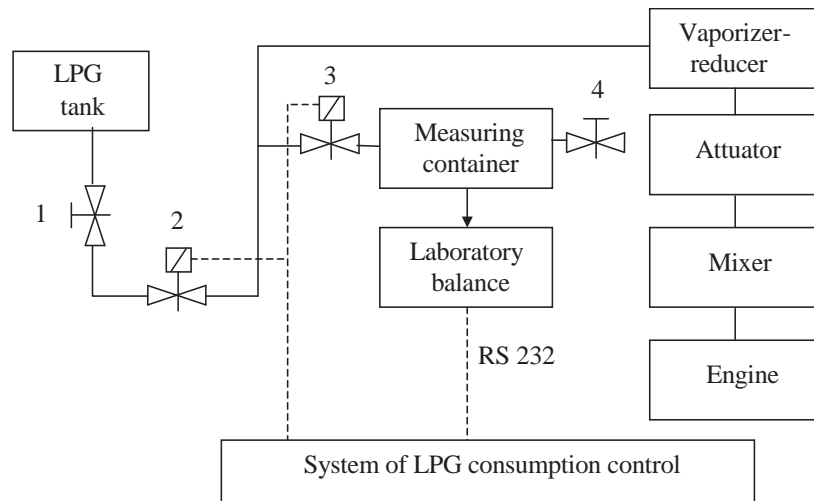 LPG
tank
Vaporizer-
reducer
3
4
Measuring
container
Attuator
1
2
Laboratory
balance
Mixer
RS 232
Engine
System of LPG consumption control